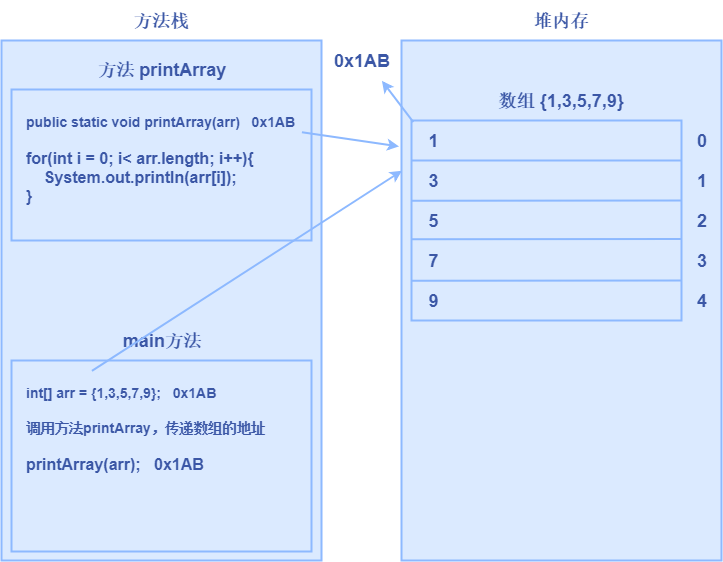 方法栈
堆内存
方法 printArray
0x1AB
数组 {1,3,5,7,9}
public static void printArray(arr) 0x1AB
for(int i = 0; i< arr.length; i++){
System.out.println(arr[i]);
}
1 0
3 1
5 2
7 3
9 4
main方法
int[] arr = {1,3,5,7,9}; 0x1AB
调用方法printArray，传递数组的地址
printArray(arr); 0x1AB